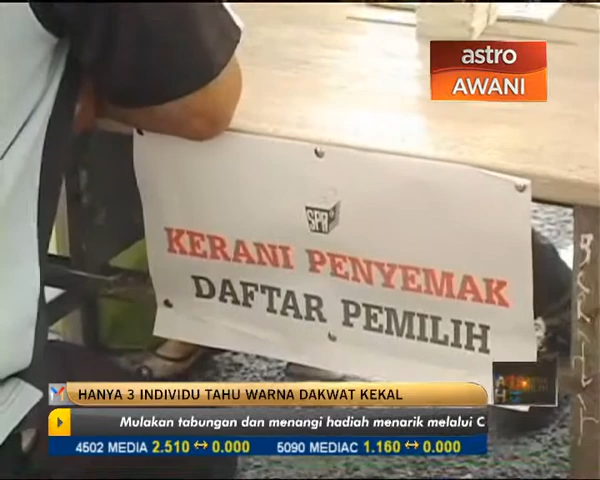 astro
AWANI
SPR
KERANI PENYEMAK
DAFTAR PEMILIH
HANYA 3 INDIVIDU TAHU WARNA DAKWAT KEKAL
Mulakan tabungan dan menangi hadiah menarik melalui C
4502 MEDIA 2.510 ↔ 0.000 5090 MEDIAC 1.160 ↔ 0.000